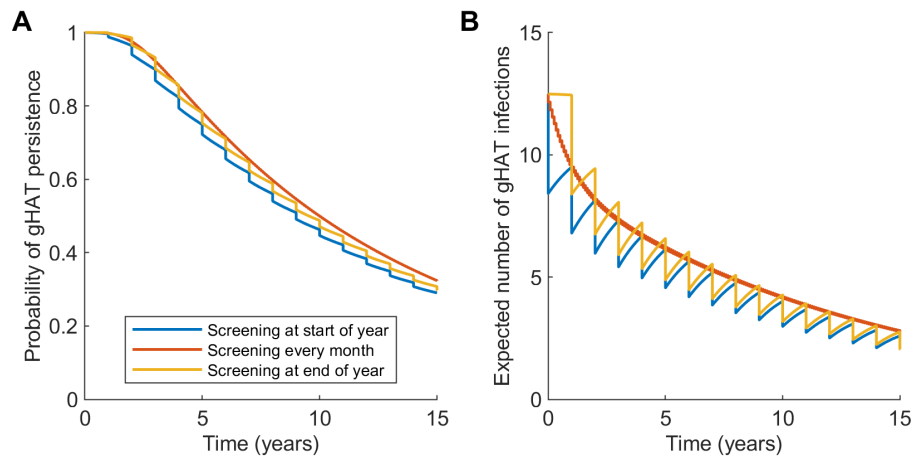 A
Probability of gHAT persistence
1
0.8
0.6
0.4
0.2
0
Screening at start of year
Screening every month
Screening at end of year
0 5 10 15
Time (years)
B
Expected number of gHAT infections
15
10
5
0
0 5 10 15
Time (years)